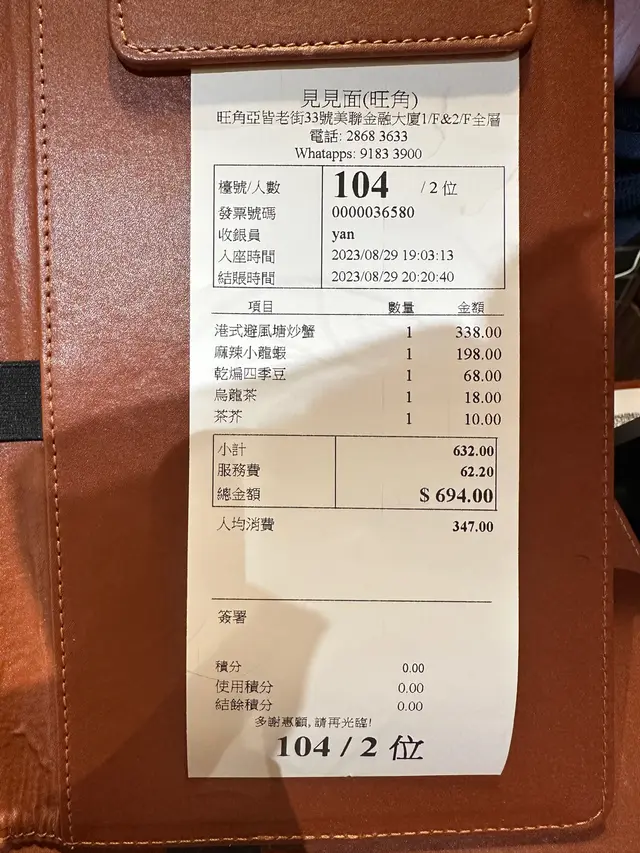 見見面(旺角)
旺角亞皆老街33號美聯金融大廈1/F&2/F全層
電話: 2868 3633
Whatapps: 9183 3900
檯號/人數 104 / 2 位
發票號碼 0000036580
收銀員 yan
入座時間 2023/08/29 19:03:13
結賬時間 2023/08/29 20:20:40
項目 數量 金額
港式避風塘炒蟹 1 338.00
麻辣小龍蝦 1 198.00
乾煸四季豆 1 68.00
烏龍茶 1 18.00
茶芥 1 10.00
小計 632.00
服務費 62.20
總金額 $ 694.00
人均消費 347.00
簽署
積分 0.00
使用積分 0.00
結餘積分 0.00
多謝惠顧, 請再光臨!
104 / 2 位